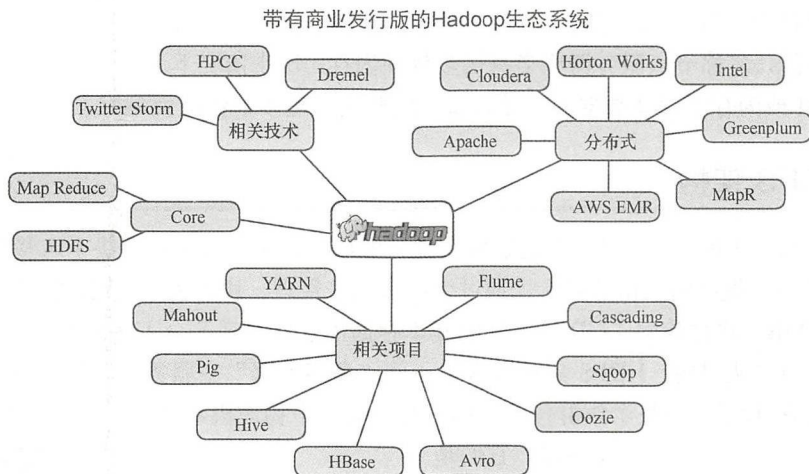 带有商业发行版的Hadoop生态系统
HPCC
Dremel
Twitter Storm
相关技术
Cloudera
Horton Works
Intel
Apache
分布式
Greenplum
AWS EMR
MapR
Map Reduce
Core
HDFS
hadoop
YARN
Flume
Mahout
Cascading
相关项目
Pig
Sqoop
Hive
Oozie
HBase
Avro